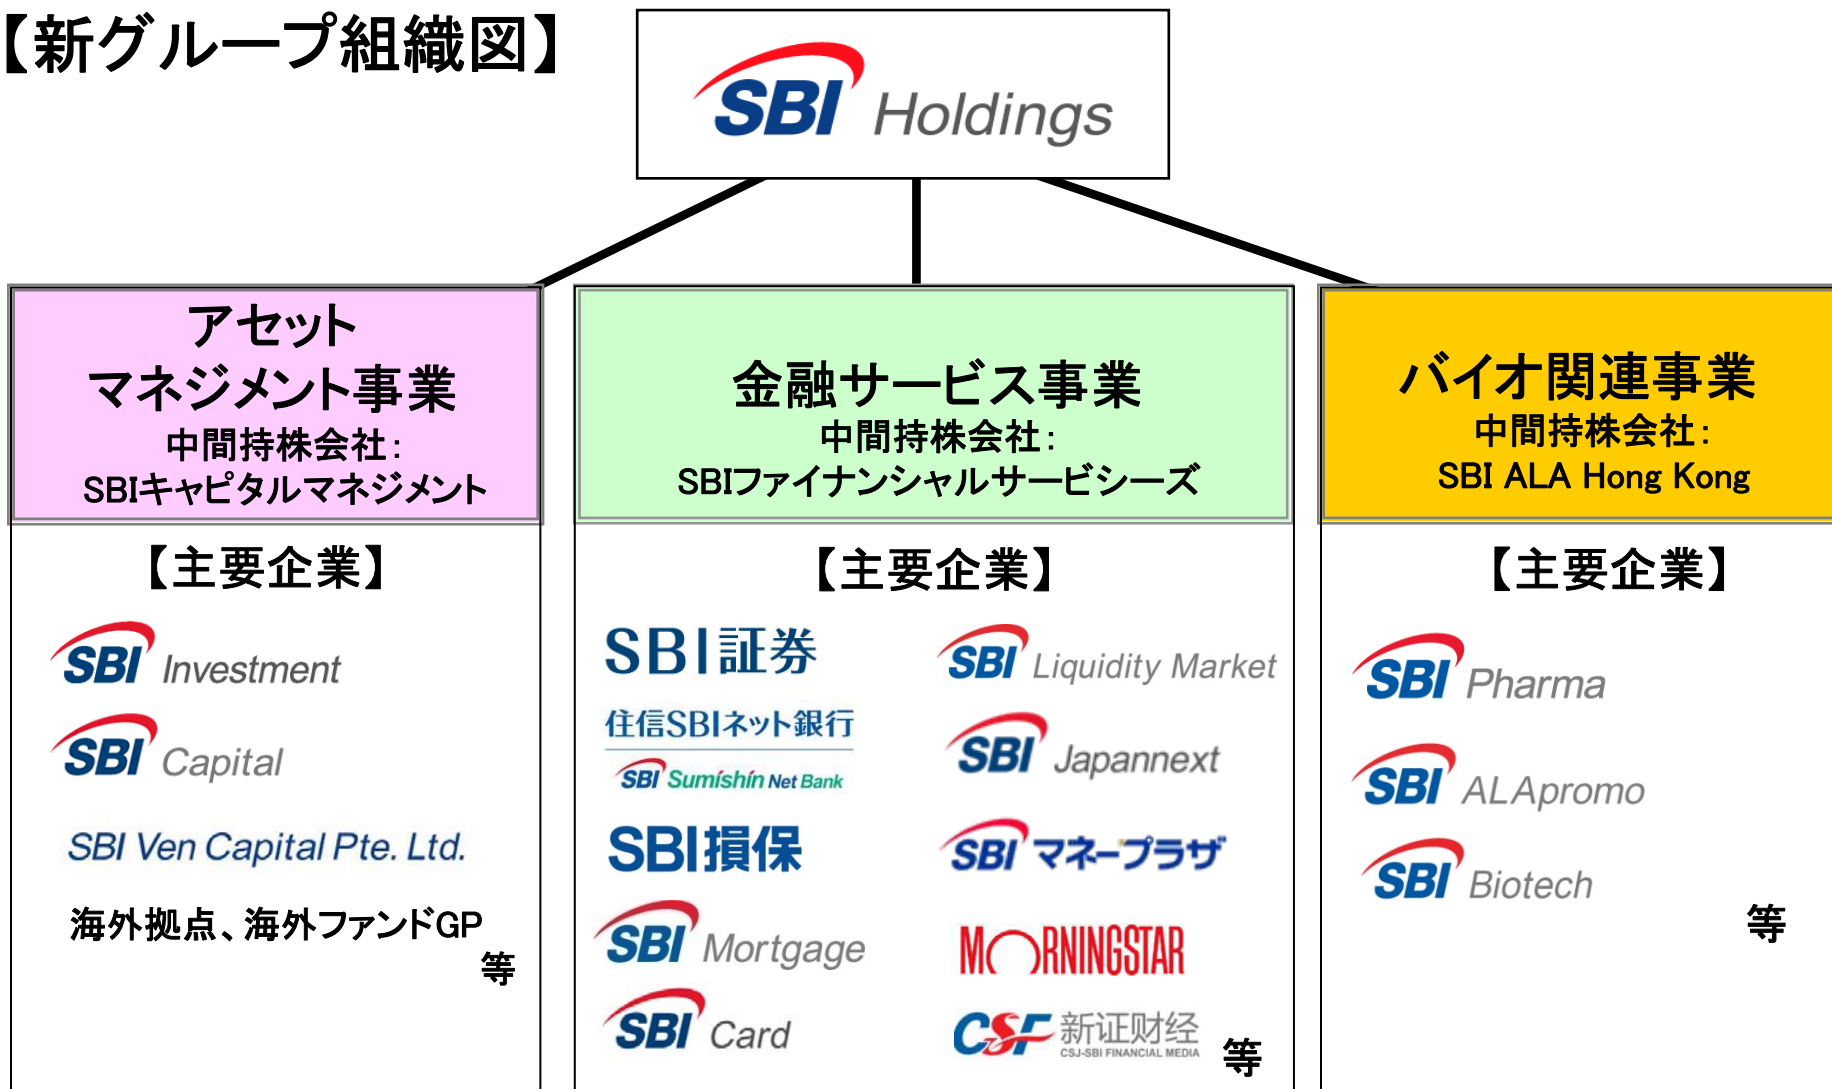 【新グループ組織図】
SBI Holdings
アセット
マネジメント事業
中間持株会社：
SBIキャピタルマネジメント
【主要企業】
SBI Investment
SBI Capital
SBI Ven Capital Pte. Ltd.
海外拠点、海外ファンドGP
等
金融サービス事業
中間持株会社：
SBIファイナンシャルサービシーズ
【主要企業】
SBI証券
住信SBIネット銀行
SBI Sumishin Net Bank
SBI損保
SBI Mortgage
SBI Card
SBI Liquidity Market
SBI Japannext
SBI マネープラザ
MORNINGSTAR
CSF 新证财经
CSJ-SBI FINANCIAL MEDIA
等
バイオ関連事業
中間持株会社：
SBI ALA Hong Kong
【主要企業】
SBI Pharma
SBI ALApromo
SBI Biotech
等